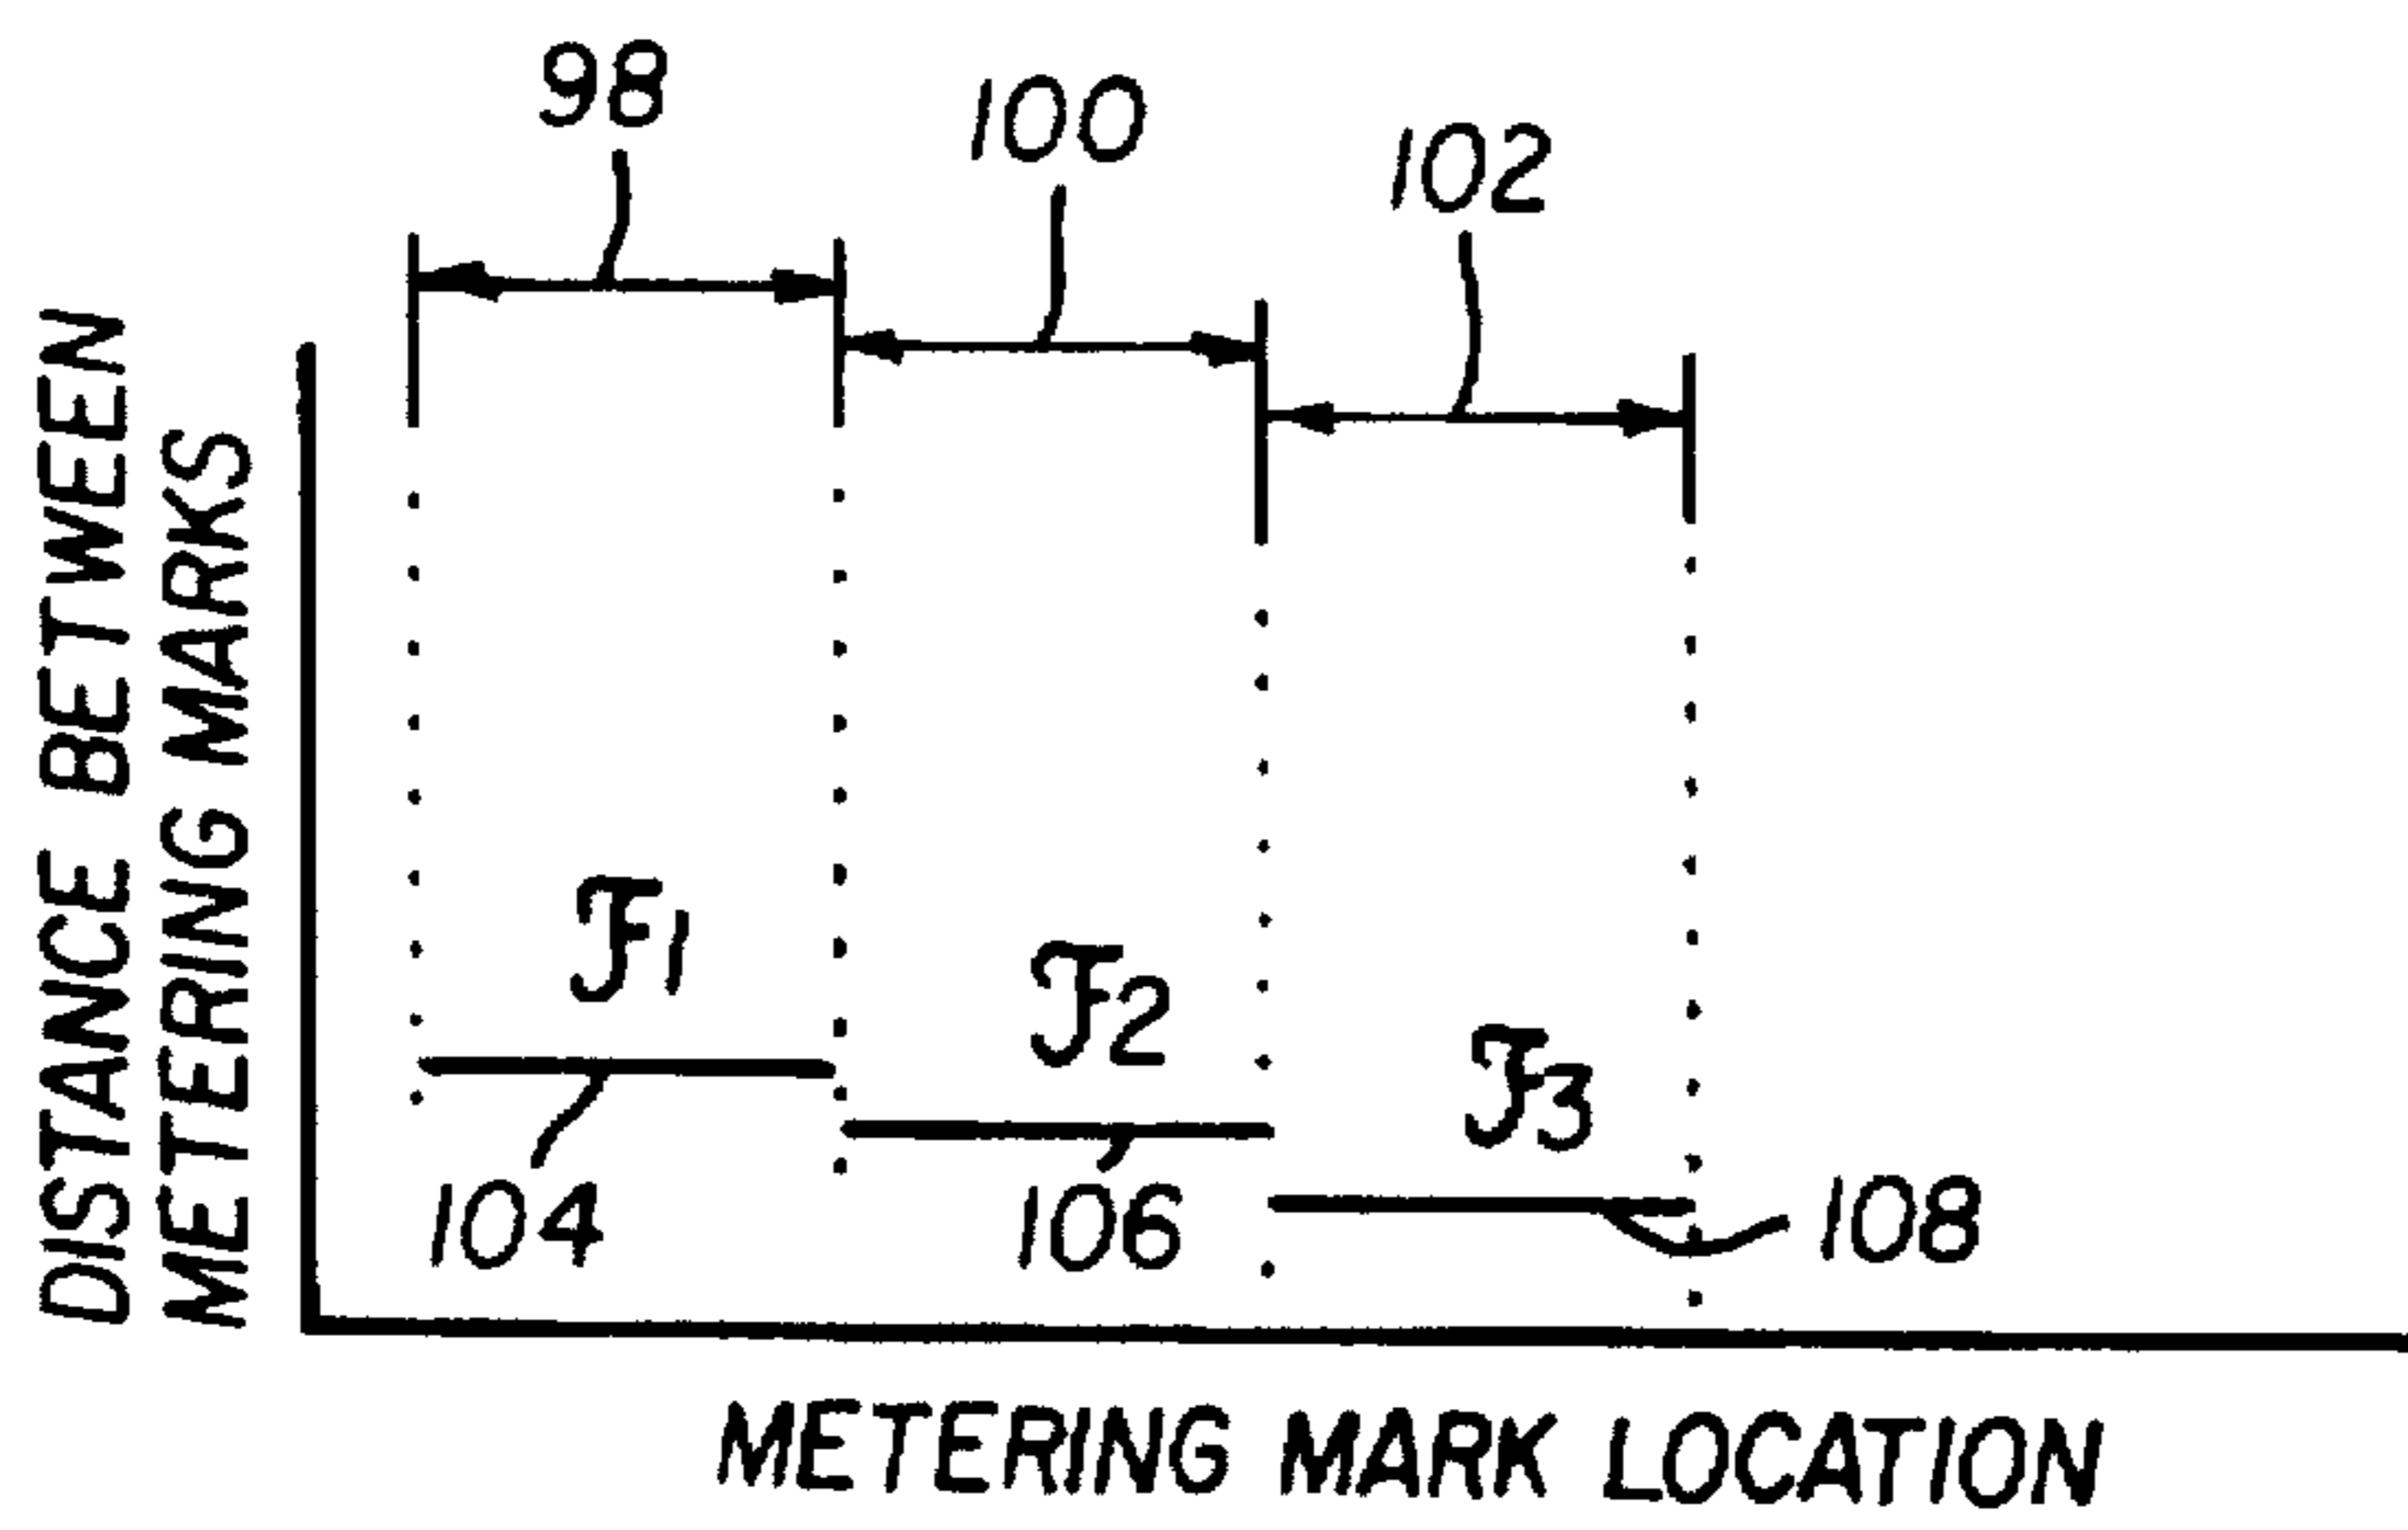 98
100
102
DISTANCE BETWEEN
METERING MARKS
F1
F2
F3
104
106
108
METERING MARK LOCATION